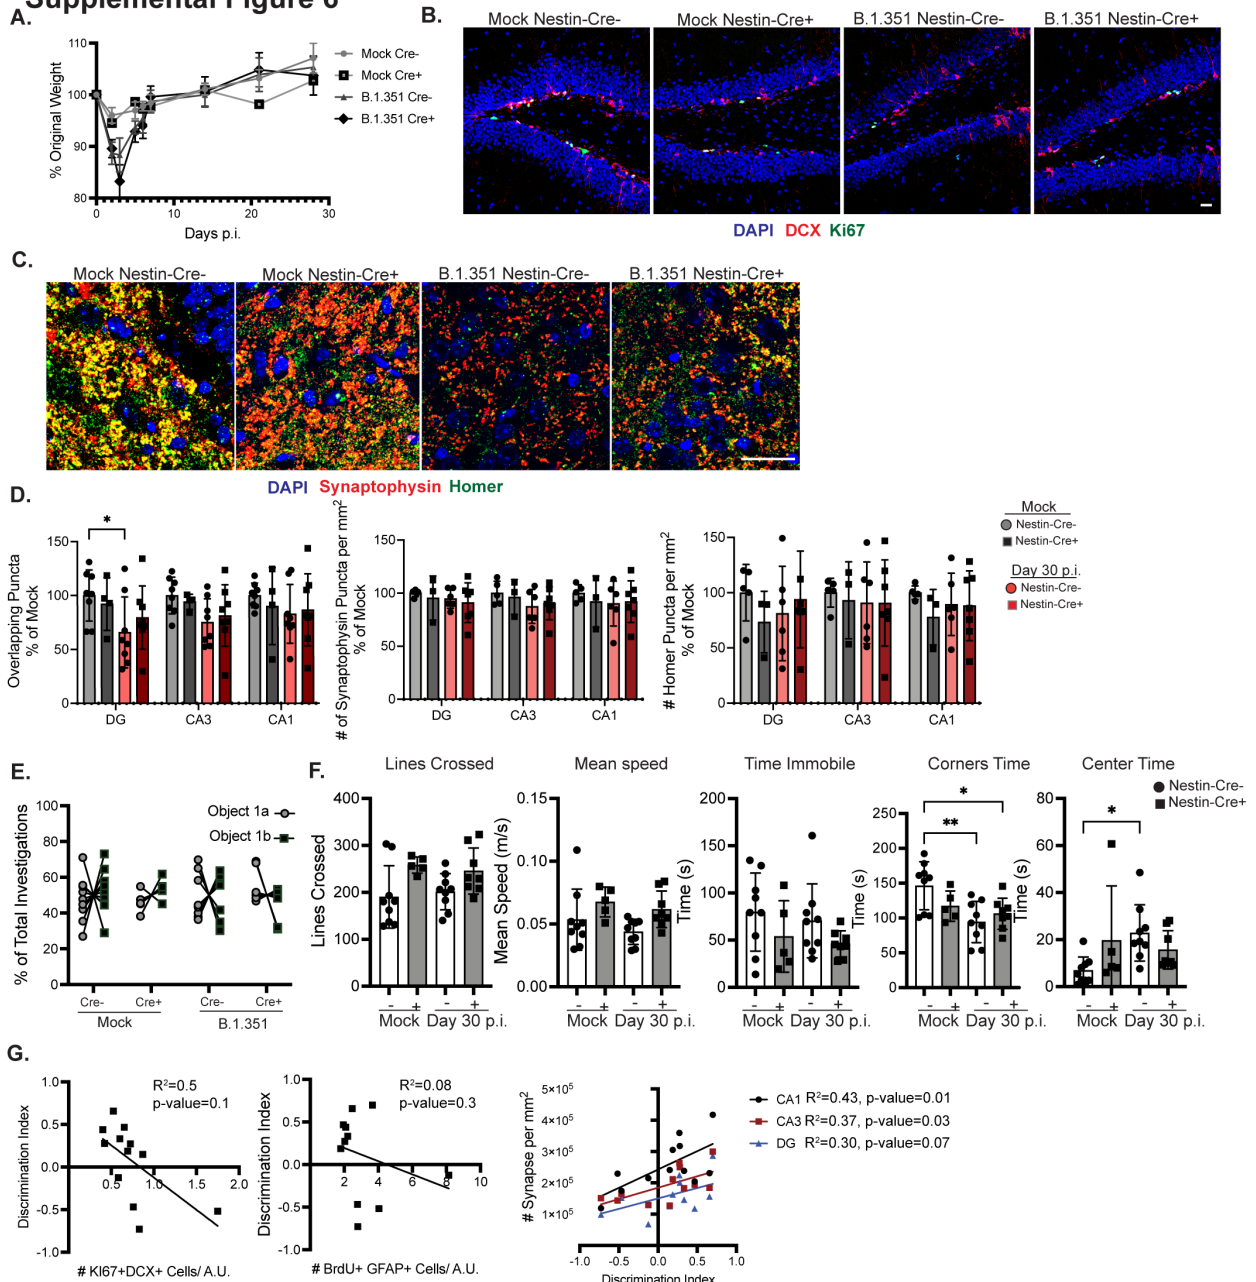 Supplemental Figure 6
A.
110
100
90
80
% Original Weight
0
10
20
30
Days p.i.
Mock Cre-
Mock Cre+
B.1.351 Cre-
B.1.351 Cre+
B.
Mock Nestin-Cre-
Mock Nestin-Cre+
B.1.351 Nestin-Cre-
B.1.351 Nestin-Cre+
DAPI DCX Ki67
C.
Mock Nestin-Cre-
Mock Nestin-Cre+
B.1.351 Nestin-Cre-
B.1.351 Nestin-Cre+
DAPI Synaptophysin Homer
D.
Overlapping Puncta
% of Mock
150
100
50
0
*
DG
CA3
CA1
# of Synaptophysin Puncta per mm²
% of Mock
150
100
50
0
DG
CA3
CA1
# Homer Puncta per mm²
% of Mock
150
100
50
0
DG
CA3
CA1
Mock
Nestin-Cre-
Nestin-Cre+
Day 30 p.i.
Nestin-Cre-
Nestin-Cre+
E.
% of Total Investigations
100
80
60
40
20
0
Object 1a
Object 1b
Cre-
Cre+
Cre-
Cre+
Mock
B.1.351
F.
Lines Crossed
Lines Crossed
400
300
200
100
0
- + - +
Mock Day 30 p.i.
Mean speed
Mean Speed (m/s)
0.15
0.10
0.05
0.00
- + - +
Mock Day 30 p.i.
Time Immobile
Time (s)
200
150
100
50
0
- + - +
Mock Day 30 p.i.
Corners Time
Time (s)
250
200
150
100
50
0
*
**
- + - +
Mock Day 30 p.i.
Center Time
Time (s)
80
60
40
20
0
*
- + - +
Mock Day 30 p.i.
Nestin-Cre-
Nestin-Cre+
G.
Discrimination Index
1.0
0.5
0.0
-0.5
-1.0
0.5
1.0
1.5
2.0
R²=0.5
p-value=0.1
# KI67+DCX+ Cells/ A.U.
Discrimination Index
1.0
0.5
0.0
-0.5
-1.0
2
4
6
8
10
R²=0.08
p-value=0.3
# BrdU+ GFAP+ Cells/ A.U.
# Synapse per mm²
5×10⁵
4×10⁵
3×10⁵
2×10⁵
1×10⁵
-1.0
-0.5
0.0
0.5
1.0
Discrimination Index
CA1 R²=0.43, p-value=0.01
CA3 R²=0.37, p-value=0.03
DG R²=0.30, p-value=0.07